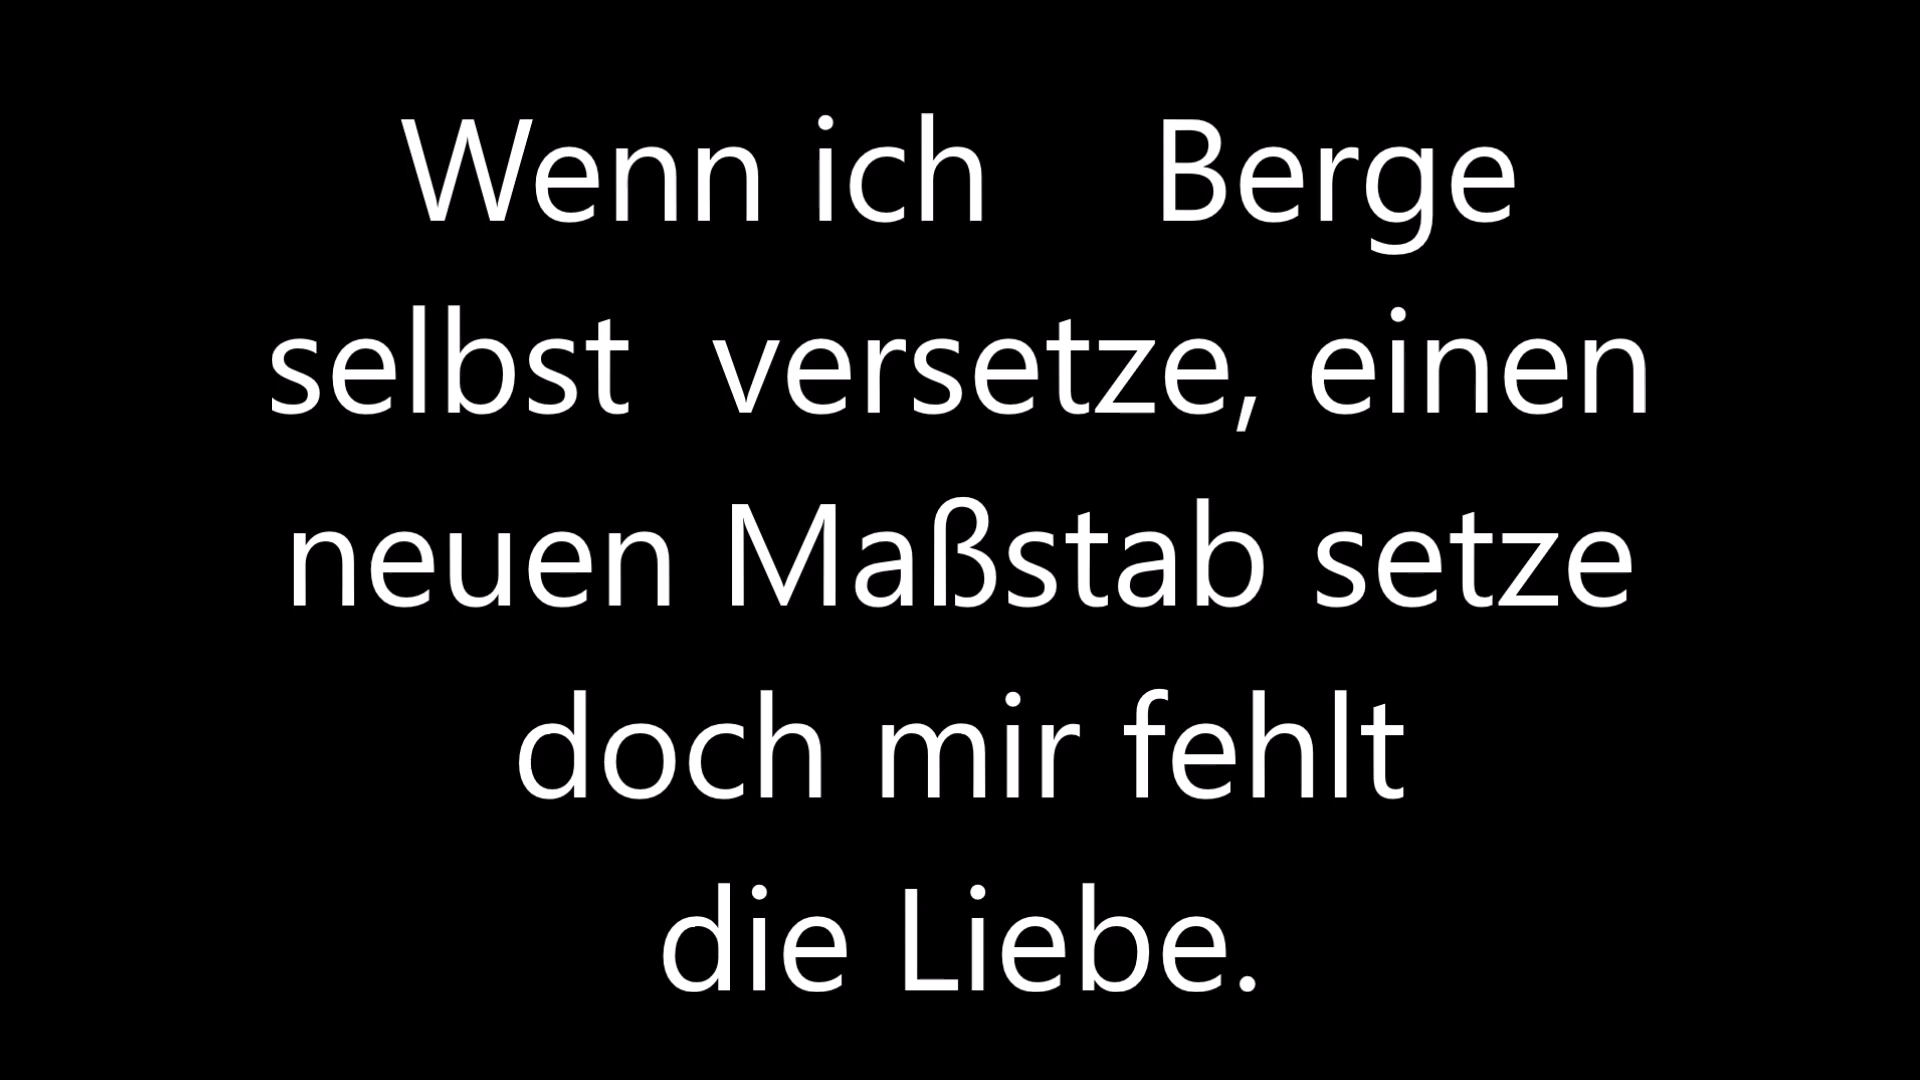 Wenn ich    Berge
selbst  versetze, einen
neuen Maßstab setze
doch mir fehlt
die Liebe.